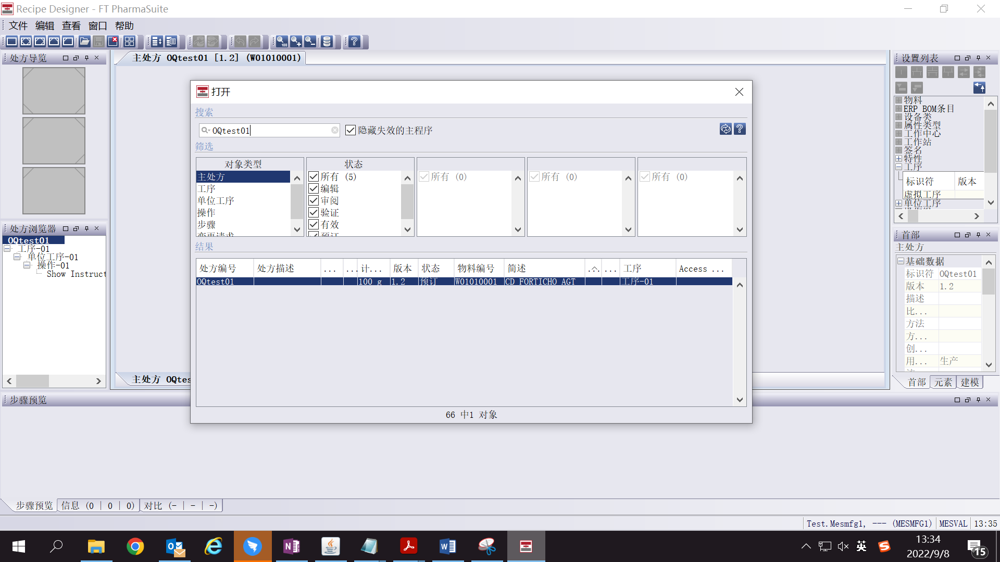 Recipe Designer - FT PharmaSuite
文件 编辑 查看 窗口 帮助
处方导览
主处方 OQtest01 [1.2] (W01010001)
设置列表
物料
ERP BOM条目
设备类
属性类型
工作中心
工作站
签名
特性
工序
标识符 版本
虚拟工序
单位工序
打开
搜索
OQtest01
隐藏失效的主程序
筛选
对象类型
主处方
工序
单位工序
操作
步骤
变更请求
状态
所有 (5)
编辑
审阅
验证
有效
预订
所有 (0)
所有 (0)
所有 (0)
结果
处方编号 处方描述 ... ... 计... 版本 状态 物料编号 简述 ... ... 工序 Access ...
OQtest01 100 g 1.2 预订 W01010001 CD FORTICHO AGT 工序-01
66 中1 对象
处方浏览器
OQtest01
工序-01
单位工序-01
操作-01
Show Instruct
首部
主处方
基础数据
标识符 OQtest01
版本 1.2
描述
比...
方法
方...
创...
用... 生产
首部 元素 建模
主处方 OQtes
步骤预览
步骤预览 信息 (0 | 0 | 0) 对比 (- | - | -)
Test.Mesmfg1, --- (MESMFG1) MESVAL 13:35
英
13:34
2022/9/8
15